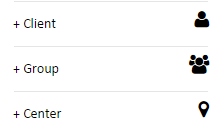 + Client
+ Group
+ Center